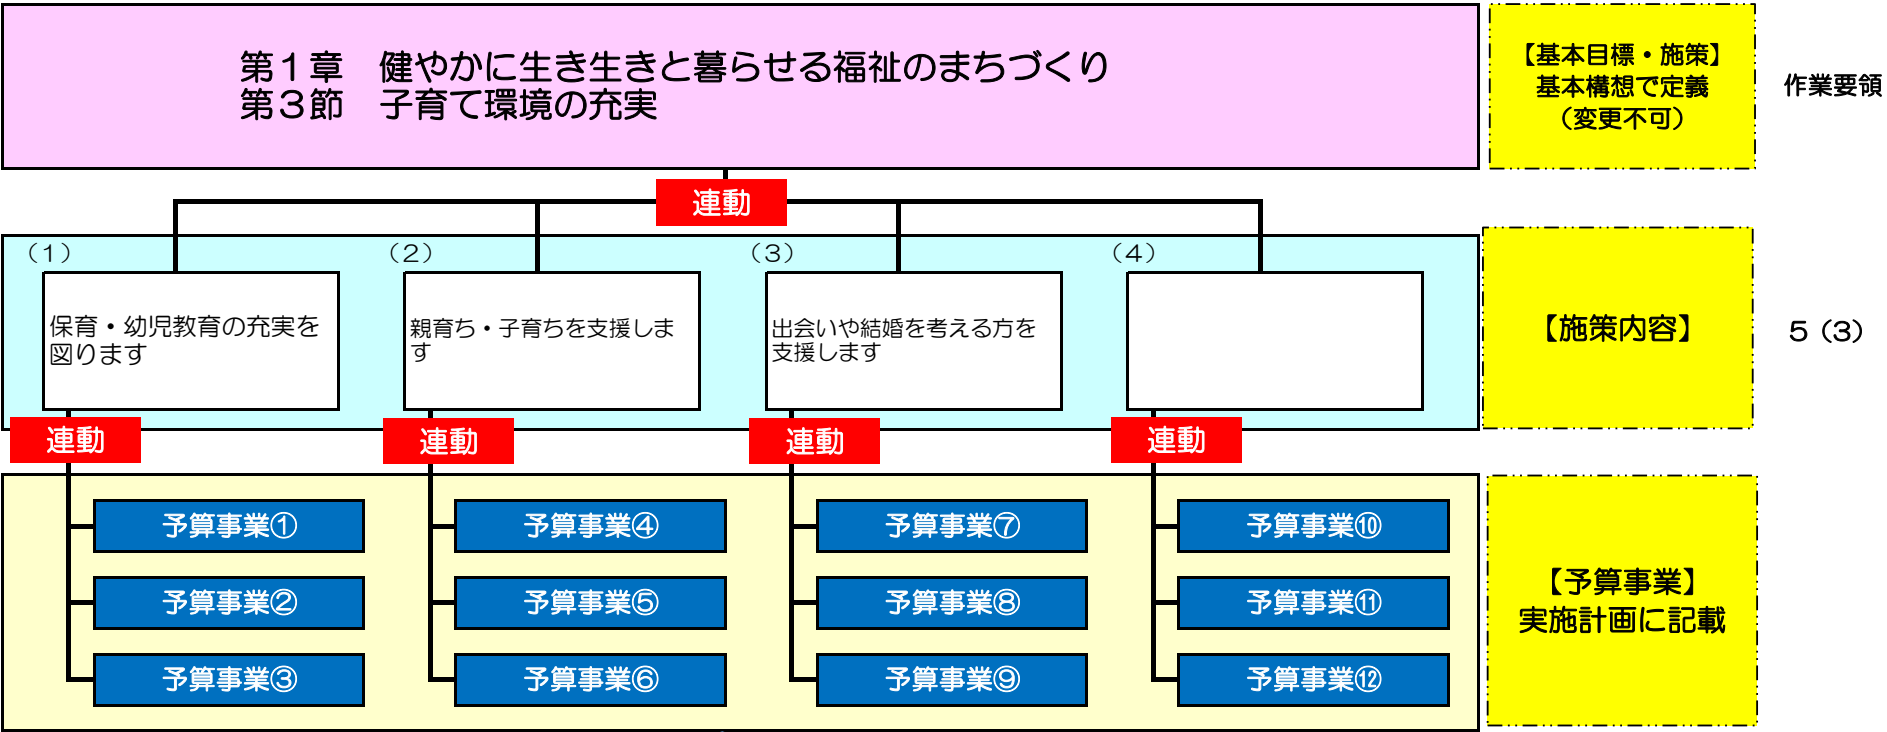 第１章　健やかに生き生きと暮らせる福祉のまちづくり
第３節　子育て環境の充実
【基本目標・施策】
基本構想で定義
（変更不可）
作業要領
連動
（1）
（2）
（3）
（4）
保育・幼児教育の充実を
図ります
親育ち・子育ちを支援しま
す
出会いや結婚を考える方を
支援します
【施策内容】
５（３）
連動
連動
連動
連動
予算事業①
予算事業④
予算事業⑦
予算事業⑩
予算事業②
予算事業⑤
予算事業⑧
予算事業⑪
予算事業③
予算事業⑥
予算事業⑨
予算事業⑫
【予算事業】
実施計画に記載